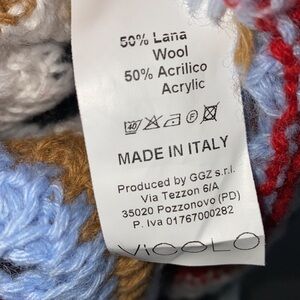 50% Lana
Wool
50% Acrilico
Acrylic
40
MADE IN ITALY
Produced by GGZ s.r.l.
Via Tezzon 6/A
35020 Pozzonovo (PD)
P. Iva 01767000282
VICOLO